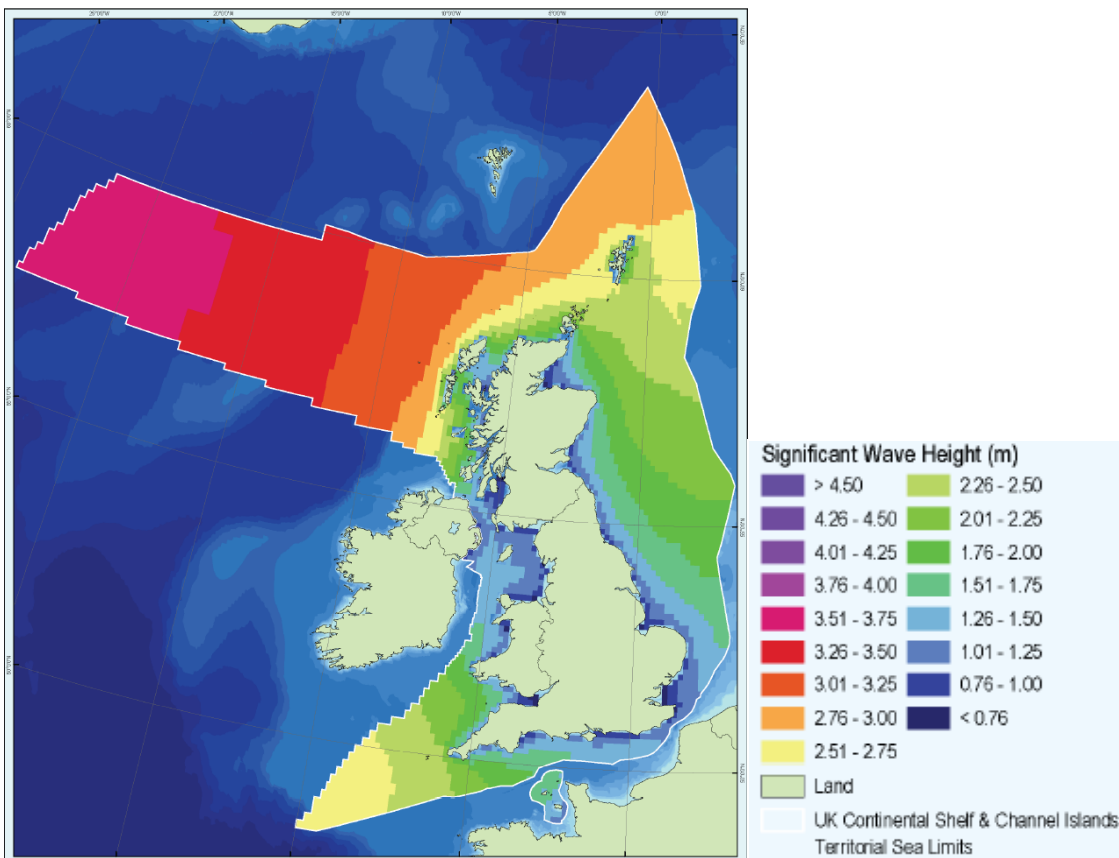 Significant Wave Height (m)
> 4.50
4.26 - 4.50
4.01 - 4.25
3.76 - 4.00
3.51 - 3.75
3.26 - 3.50
3.01 - 3.25
2.76 - 3.00
2.51 - 2.75
2.26 - 2.50
2.01 - 2.25
1.76 - 2.00
1.51 - 1.75
1.26 - 1.50
1.01 - 1.25
0.76 - 1.00
< 0.76
Land
UK Continental Shelf & Channel Islands
Territorial Sea Limits